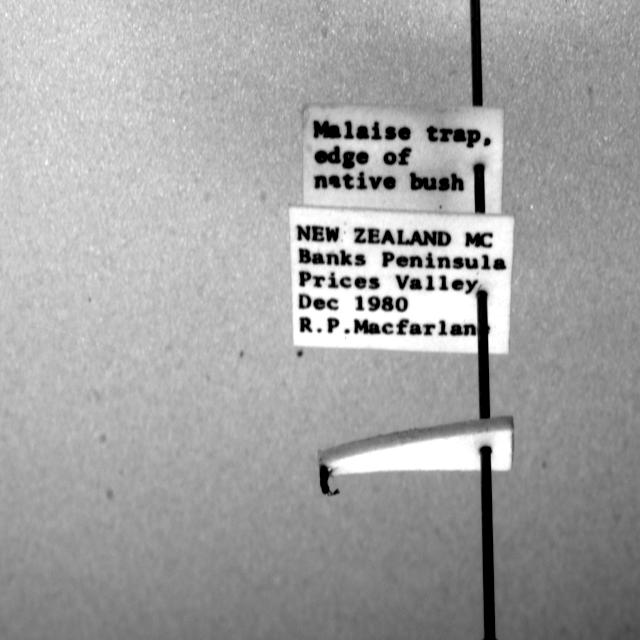 Malaise trap,
edge of
native bush
NEW ZEALAND MC
Banks Peninsula
Prices Valley
Dec 1980
R.P.Macfarlan